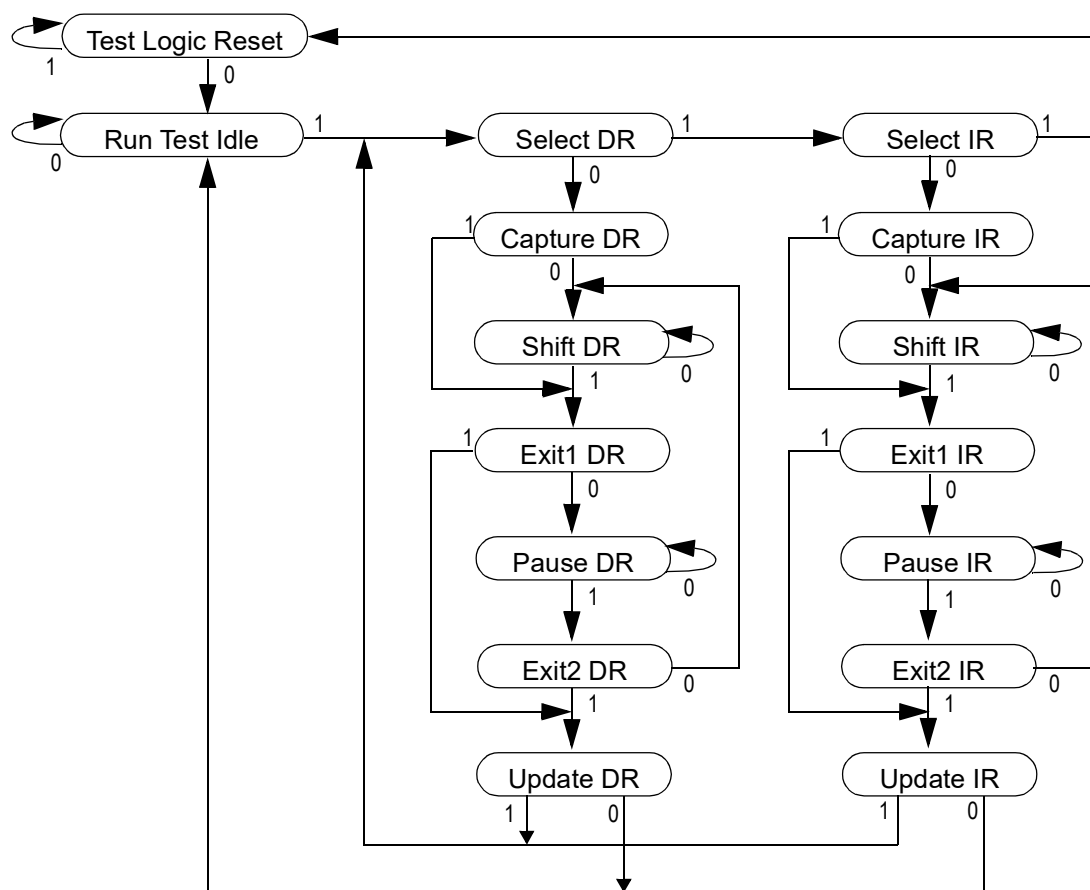 Test Logic Reset
1
0
Run Test Idle
1
Select DR
1
Select IR
1
0
0
0
1
Capture DR
1
Capture IR
0
0
Shift DR
0
Shift IR
0
1
1
1
Exit1 DR
1
Exit1 IR
0
0
Pause DR
0
Pause IR
0
1
1
Exit2 DR
0
Exit2 IR
0
1
1
Update DR
Update IR
1
0
1
0